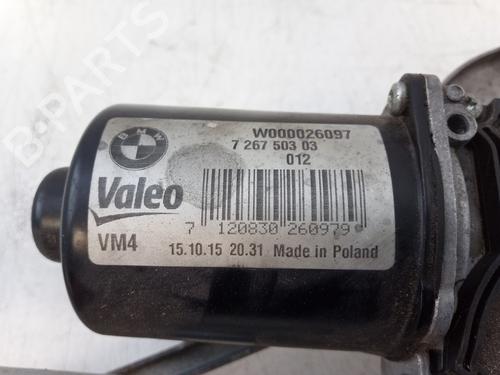 B-PARTS
BMW
W000026097
7 267 503 03
012
Valeo
7 120830 260979
VM4
15.10.15 20.31 Made in Poland